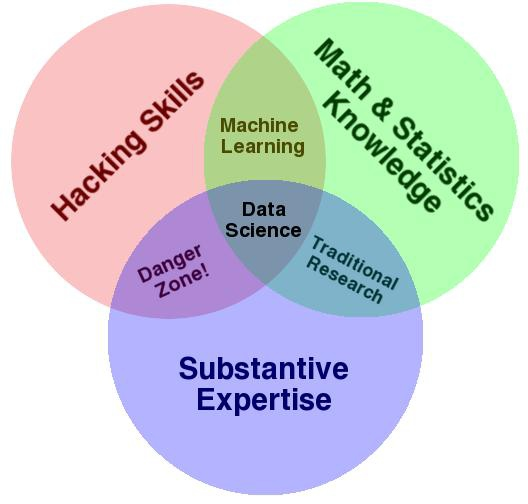 Hacking Skills
Math & Statistics
Knowledge
Machine
Learning
Data
Science
Danger
Zone!
Traditional
Research
Substantive
Expertise